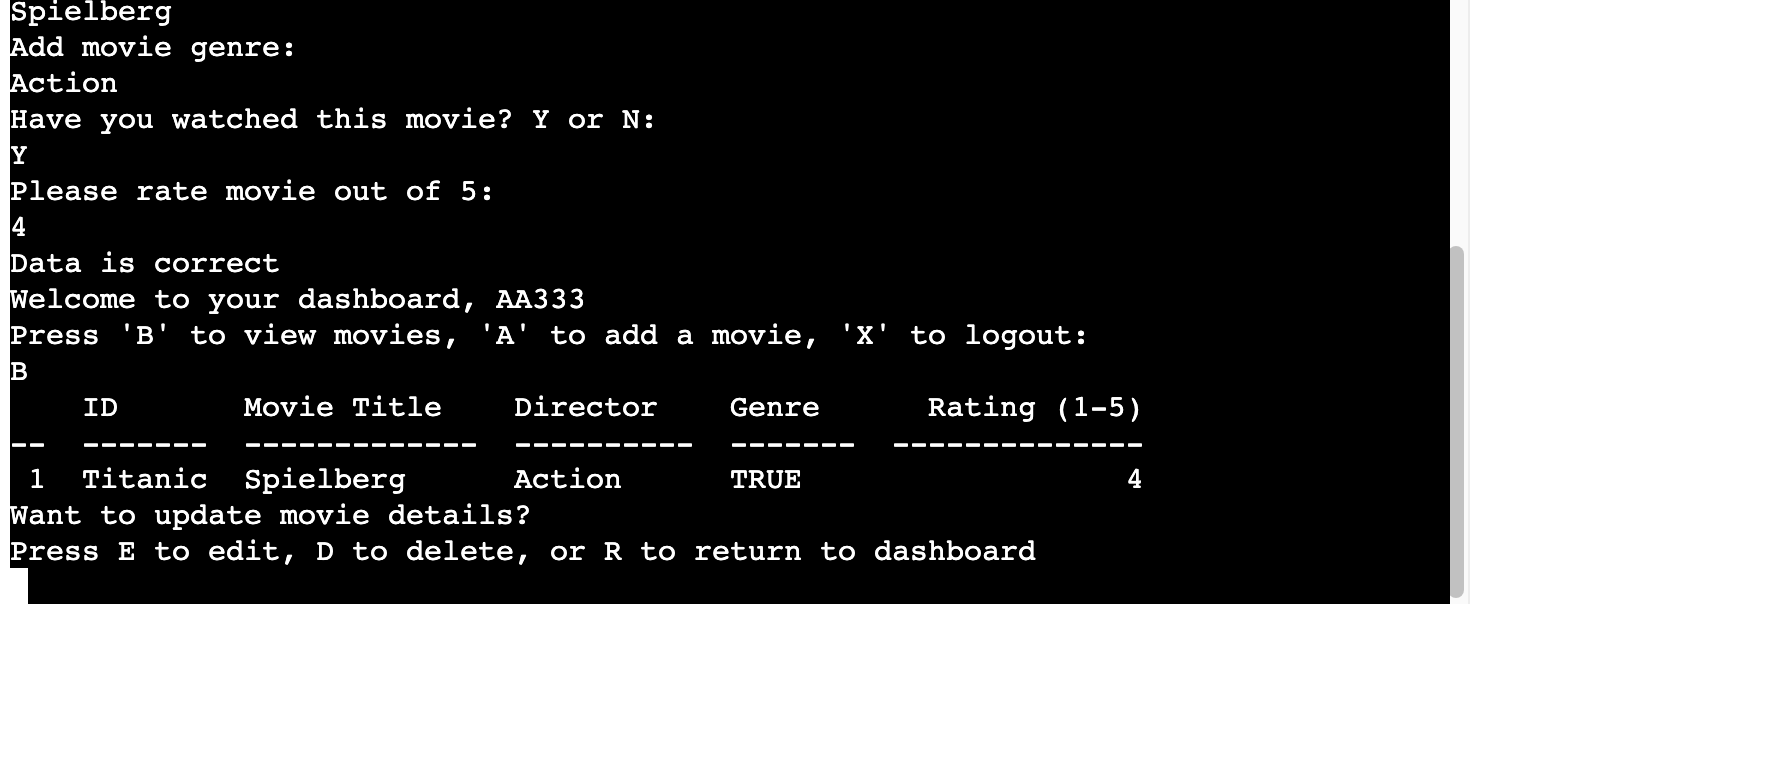 Spielberg
Add movie genre:
Action
Have you watched this movie? Y or N:
Y
Please rate movie out of 5:
4
Data is correct
Welcome to your dashboard, AA333
Press 'B' to view movies, 'A' to add a movie, 'X' to logout:
B
    ID       Movie Title    Director    Genre      Rating (1-5)
--  -------  -------------  ----------  -------  --------------
 1  Titanic  Spielberg      Action      TRUE                  4
Want to update movie details?
Press E to edit, D to delete, or R to return to dashboard